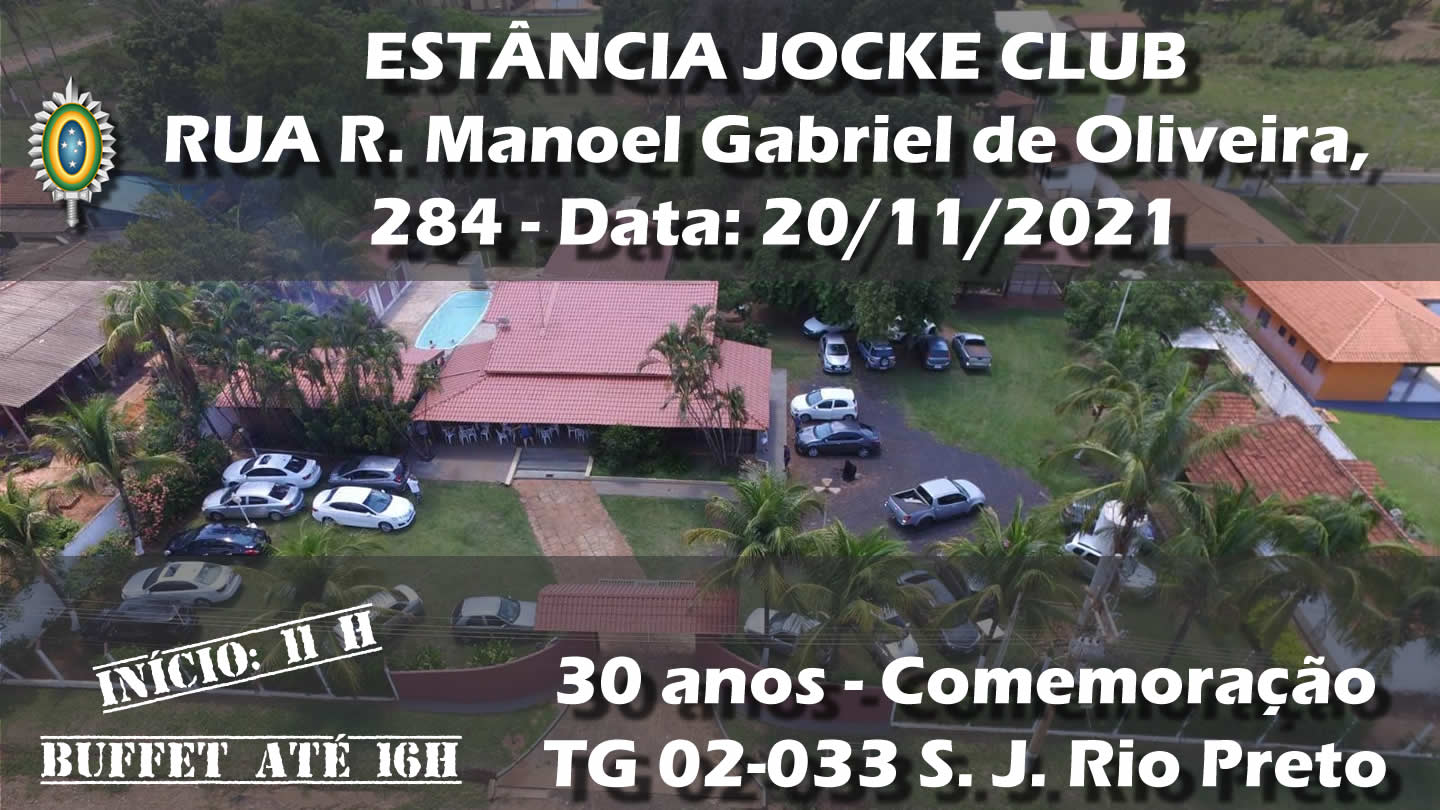 ESTÂNCIA JOCKE CLUB
RUA R. Manoel Gabriel de Oliveira,
284 - Data: 20/11/2021
INÍCIO: 11 H
BUFFET ATÉ 16H
30 anos - Comemoração
TG 02-033 S. J. Rio Preto